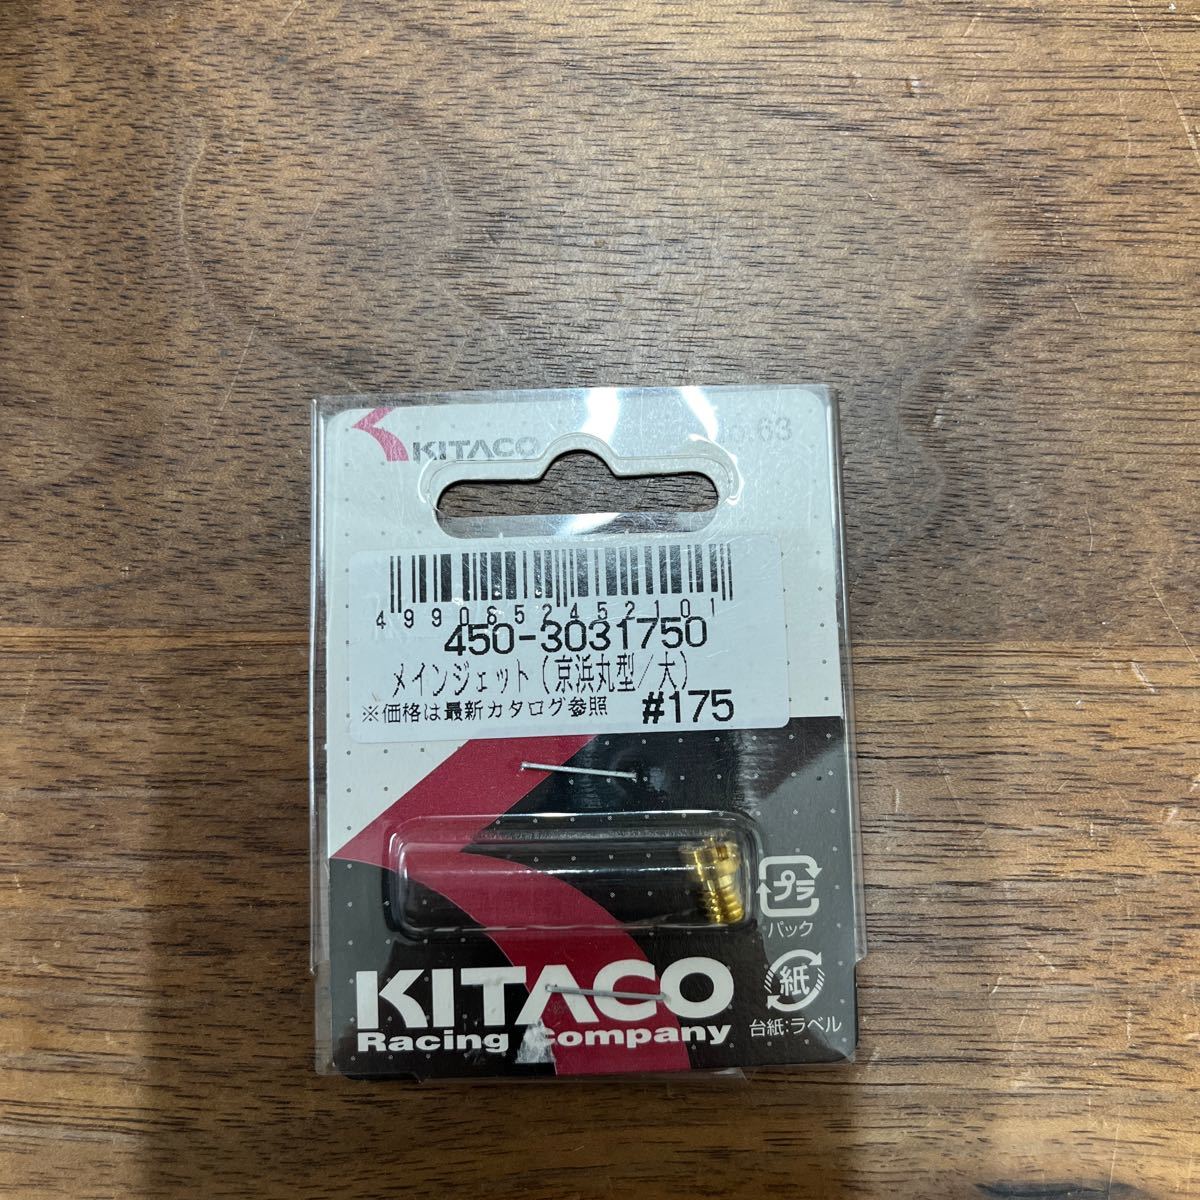 KITACO
No.63
4990852452101
450-3031750
メインジェット(京浜丸型/大)
※価格は最新カタログ参照 #175
プラ
パック
紙
台紙:ラベル
KITACO
Racing Company